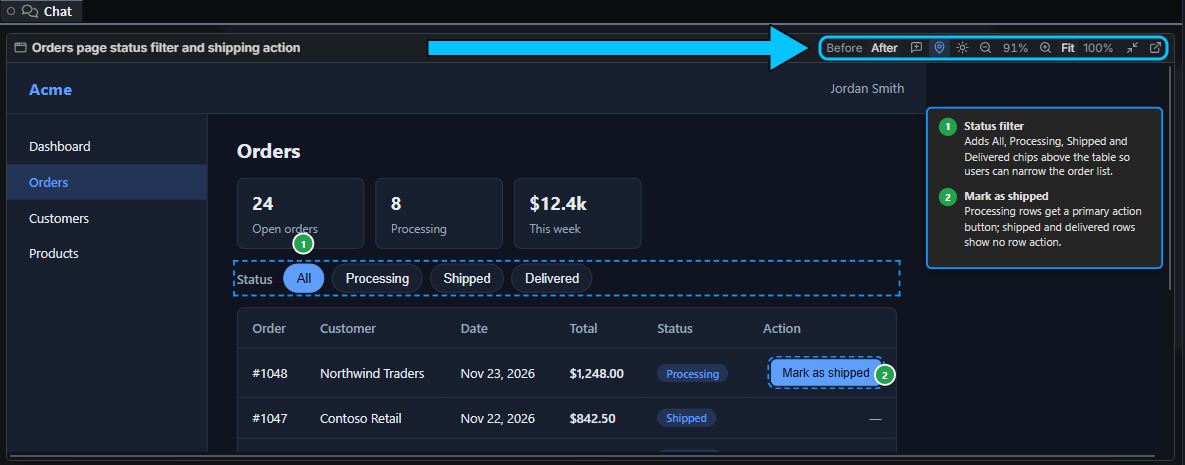 Chat
Orders page status filter and shipping action
Before After 91% Fit 100%
Acme
Jordan Smith
Dashboard
Orders
Customers
Products
Orders
24
Open orders
8
Processing
$12.4k
This week
1
Status All Processing Shipped Delivered
Order Customer Date Total Status Action
#1048 Northwind Traders Nov 23, 2026 $1,248.00 Processing Mark as shipped 2
#1047 Contoso Retail Nov 22, 2026 $842.50 Shipped —
1 Status filter
Adds All, Processing, Shipped and
Delivered chips above the table so
users can narrow the order list.
2 Mark as shipped
Processing rows get a primary action
button; shipped and delivered rows
show no row action.